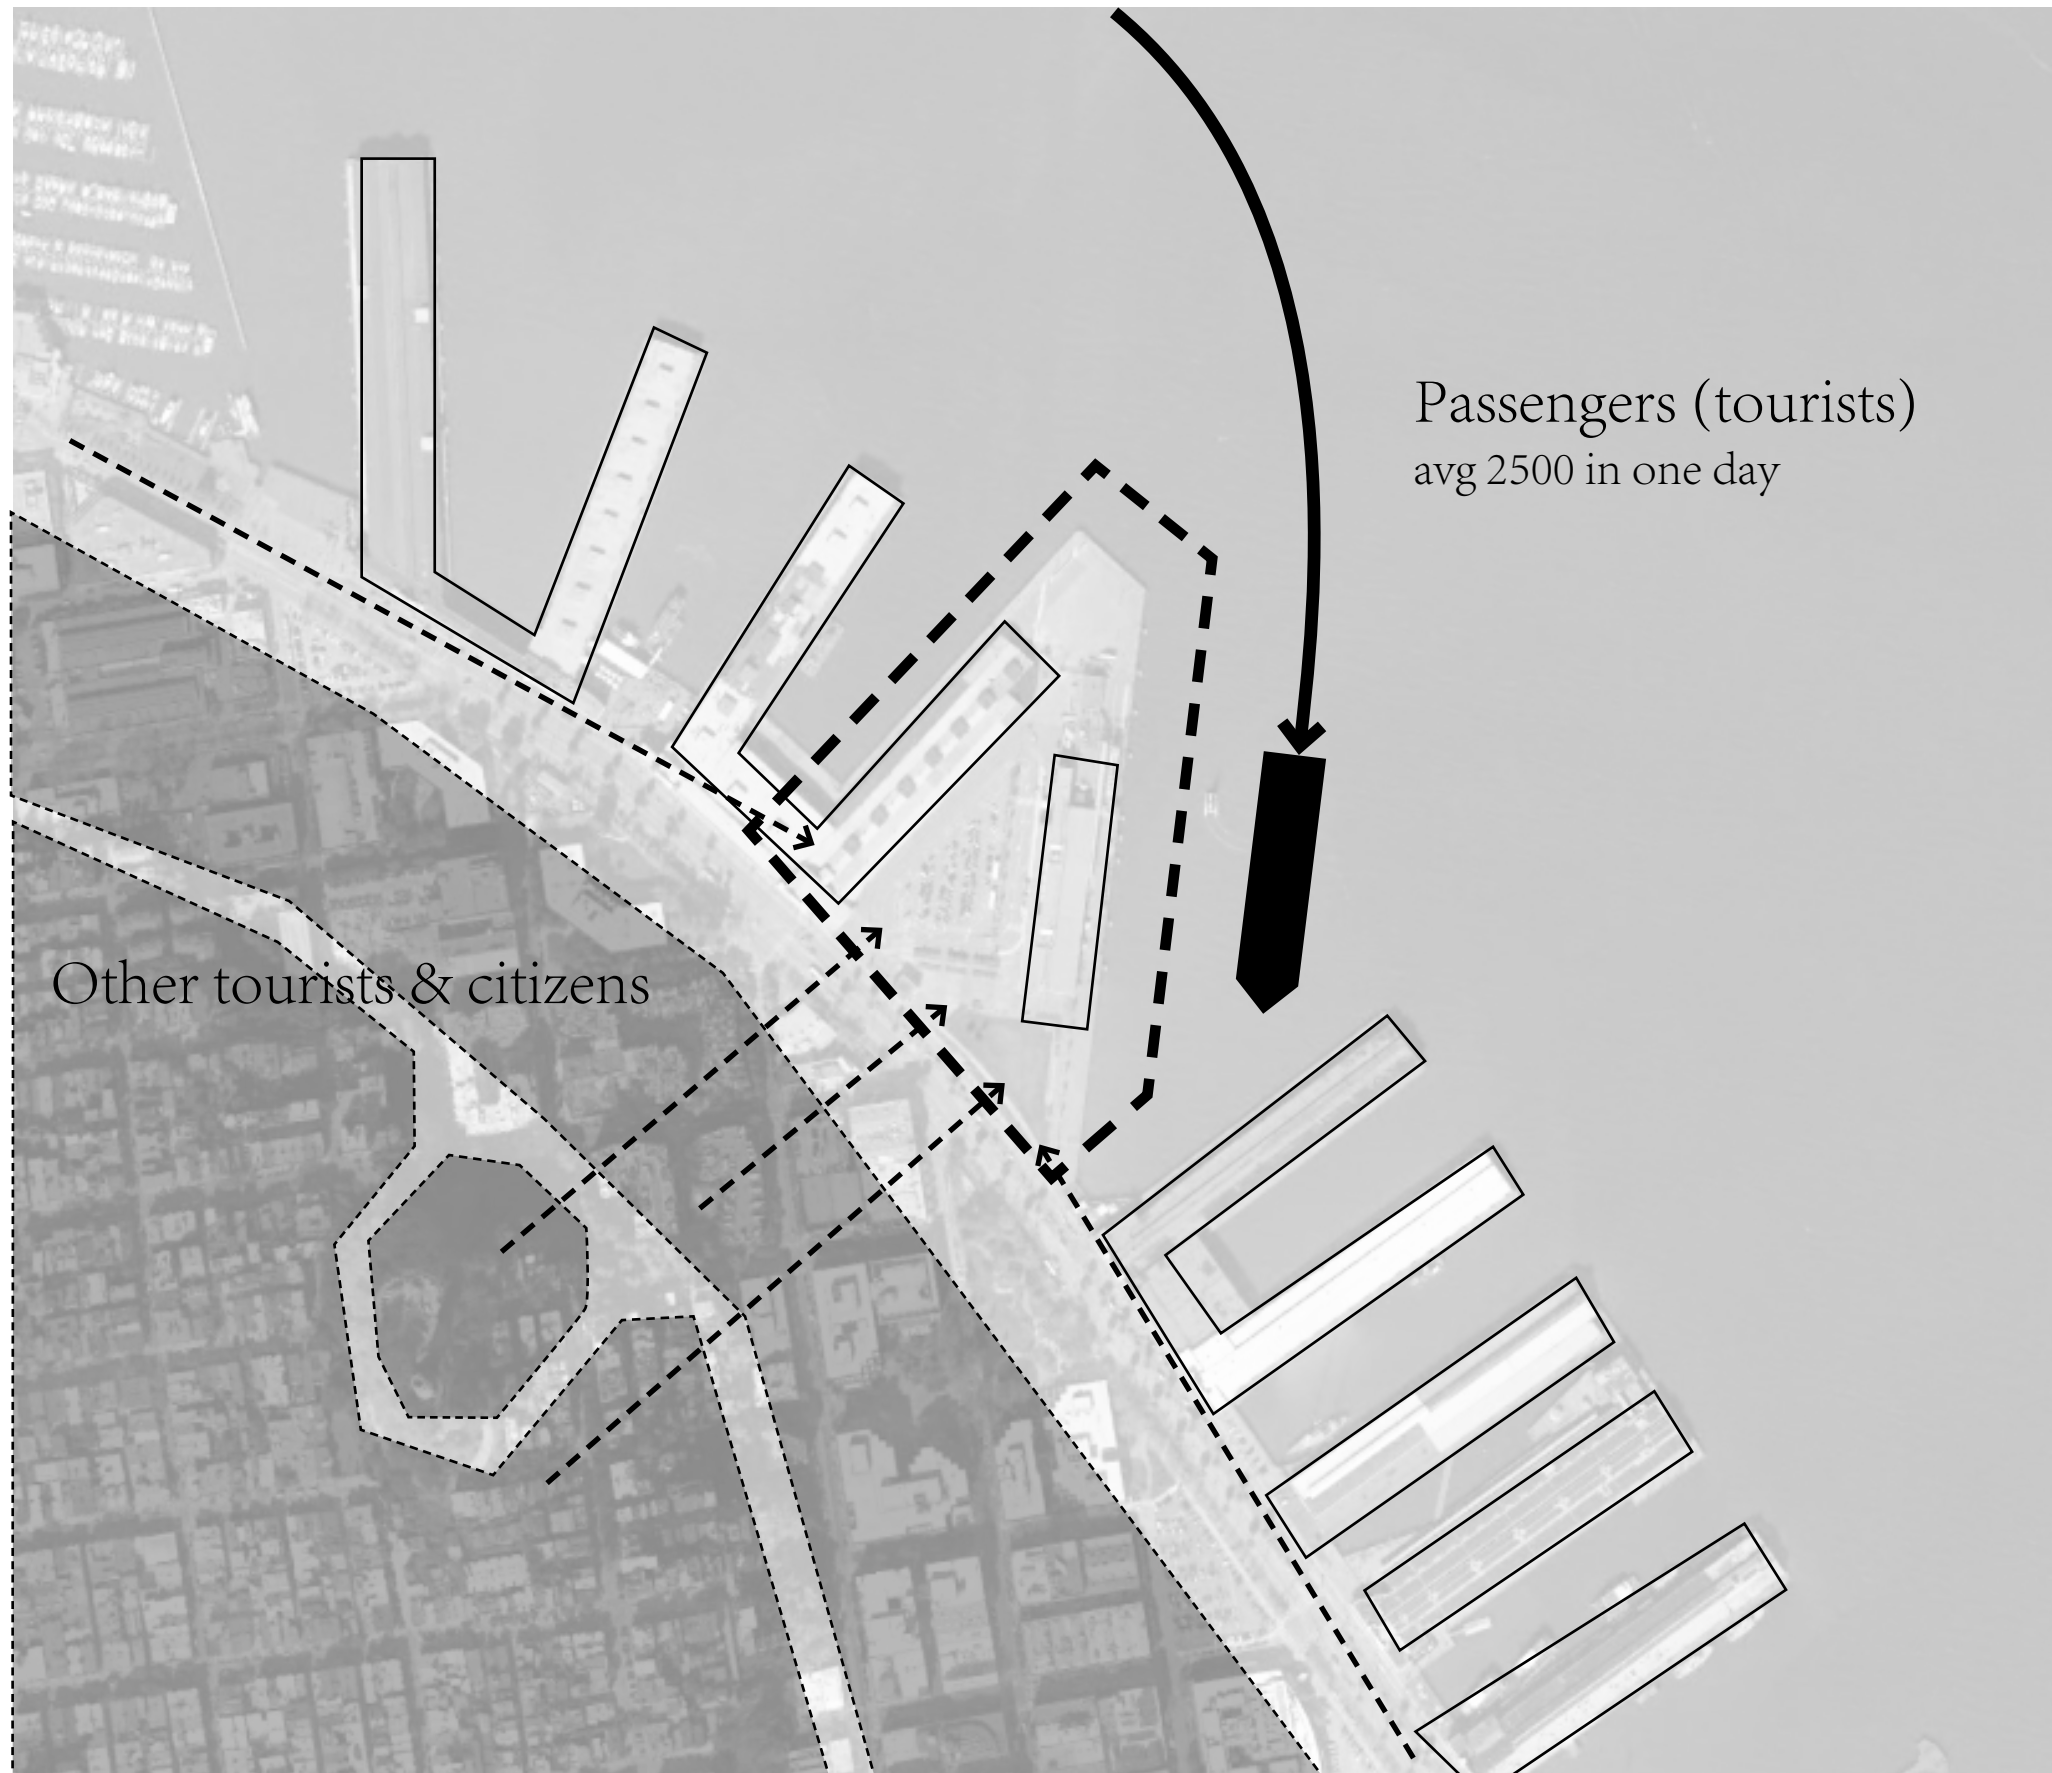 Passengers (tourists)
avg 2500 in one day
Other tourists & citizens